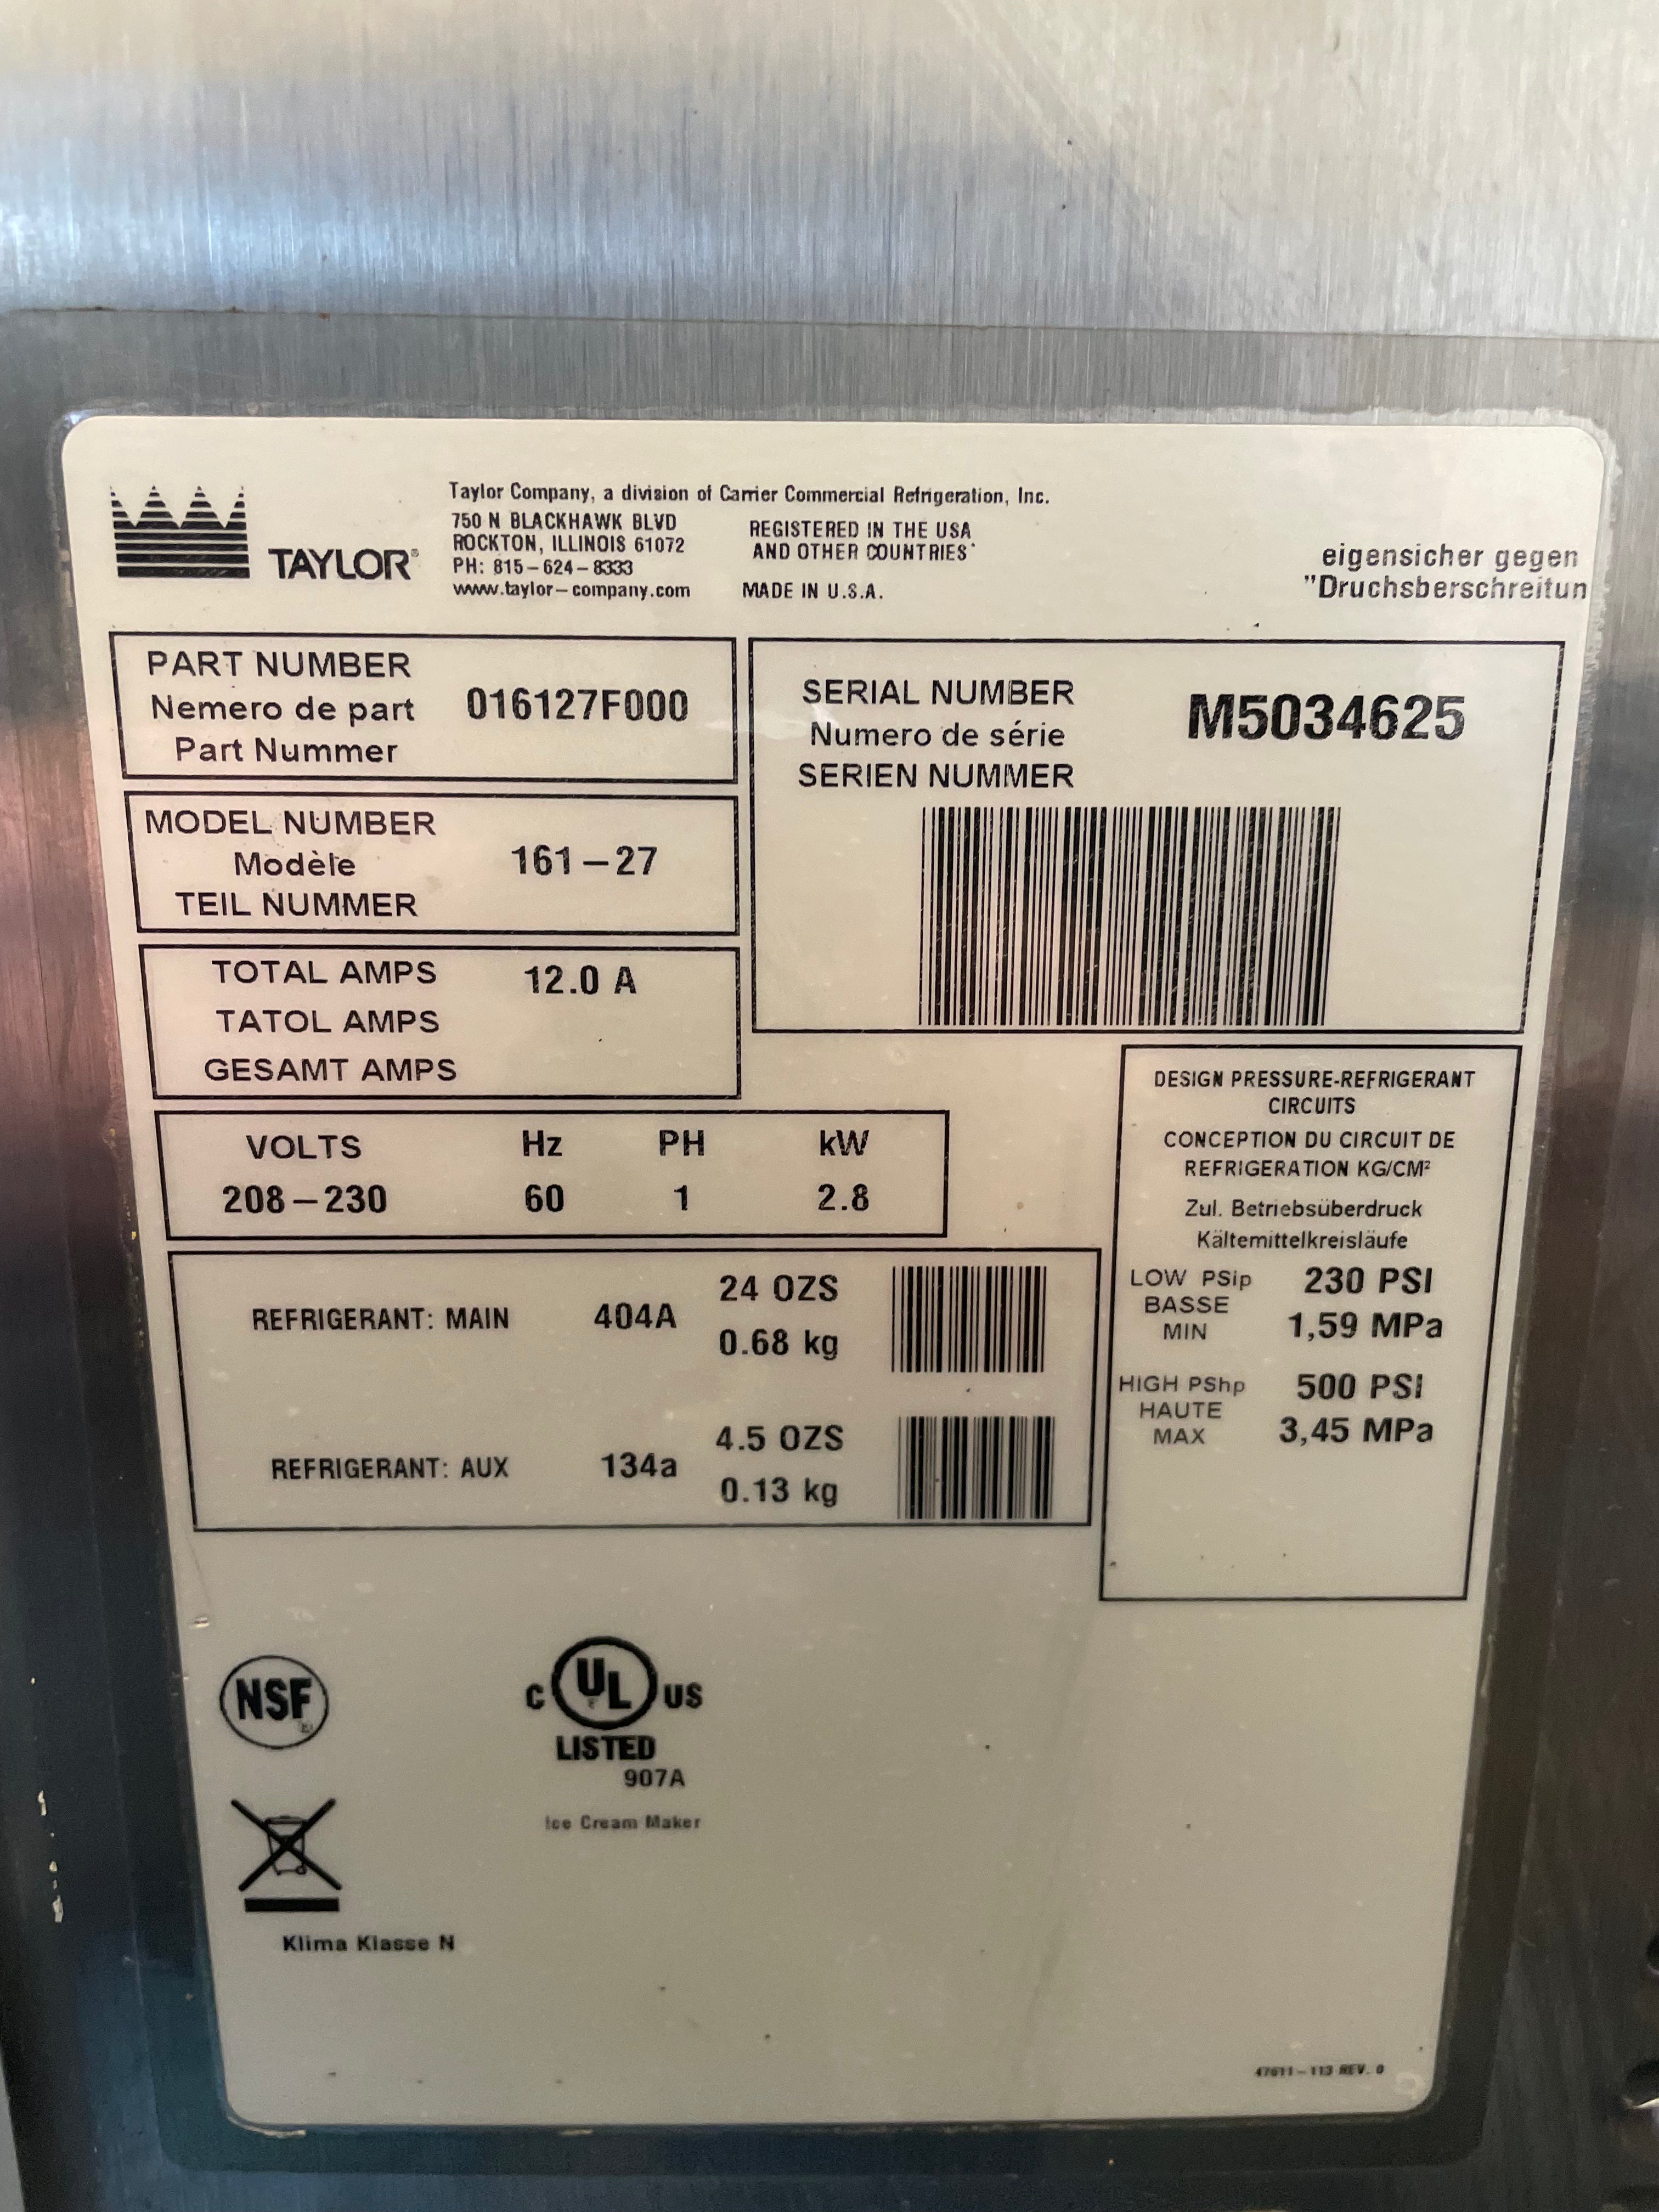 TAYLOR®
Taylor Company, a division of Carrier Commercial Refrigeration, Inc.
750 N BLACKHAWK BLVD
ROCKTON, ILLINOIS 61072
PH: 815-624-8333
www.taylor-company.com
REGISTERED IN THE USA
AND OTHER COUNTRIES
MADE IN U.S.A.
eigensicher gegen
"Druchsberschreitun
PART NUMBER
Nemero de part
Part Nummer
016127F000
SERIAL NUMBER
Numero de série
SERIEN NUMMER
M5034625
MODEL NUMBER
Modèle
TEIL NUMMER
161-27
TOTAL AMPS
TATOL AMPS
GESAMT AMPS
12.0 A
VOLTS Hz PH kW
208-230 60 1 2.8
REFRIGERANT: MAIN 404A
24 OZS
0.68 kg
REFRIGERANT: AUX 134a
4.5 OZS
0.13 kg
DESIGN PRESSURE-REFRIGERANT
CIRCUITS
CONCEPTION DU CIRCUIT DE
REFRIGERATION KG/CM²
Zul. Betriebsüberdruck
Kältemittelkreisläufe
LOW PSip
BASSE
MIN
230 PSI
1,59 MPa
HIGH PShp
HAUTE
MAX
500 PSI
3,45 MPa
NSF
C UL US
LISTED
907A
Ice Cream Maker
Klima Klasse N
47611-113 REV. 0